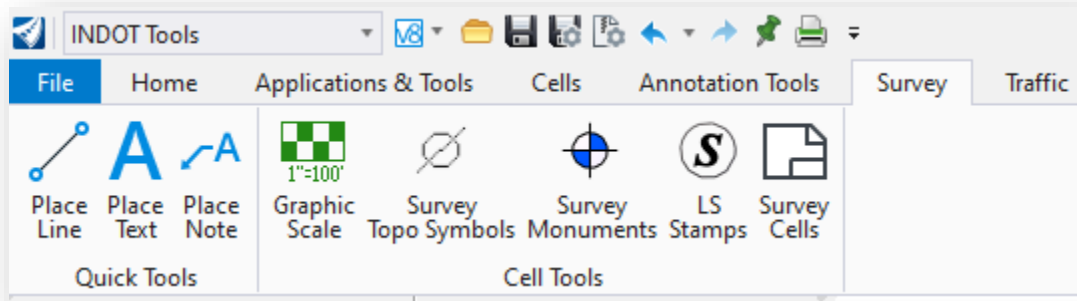 INDOT Tools
V8
File Home Applications & Tools Cells Annotation Tools Survey Traffic
A A
1"=100'
S
Place Place Place Graphic Survey Survey LS Survey
Line Text Note Scale Topo Symbols Monuments Stamps Cells
Quick Tools Cell Tools